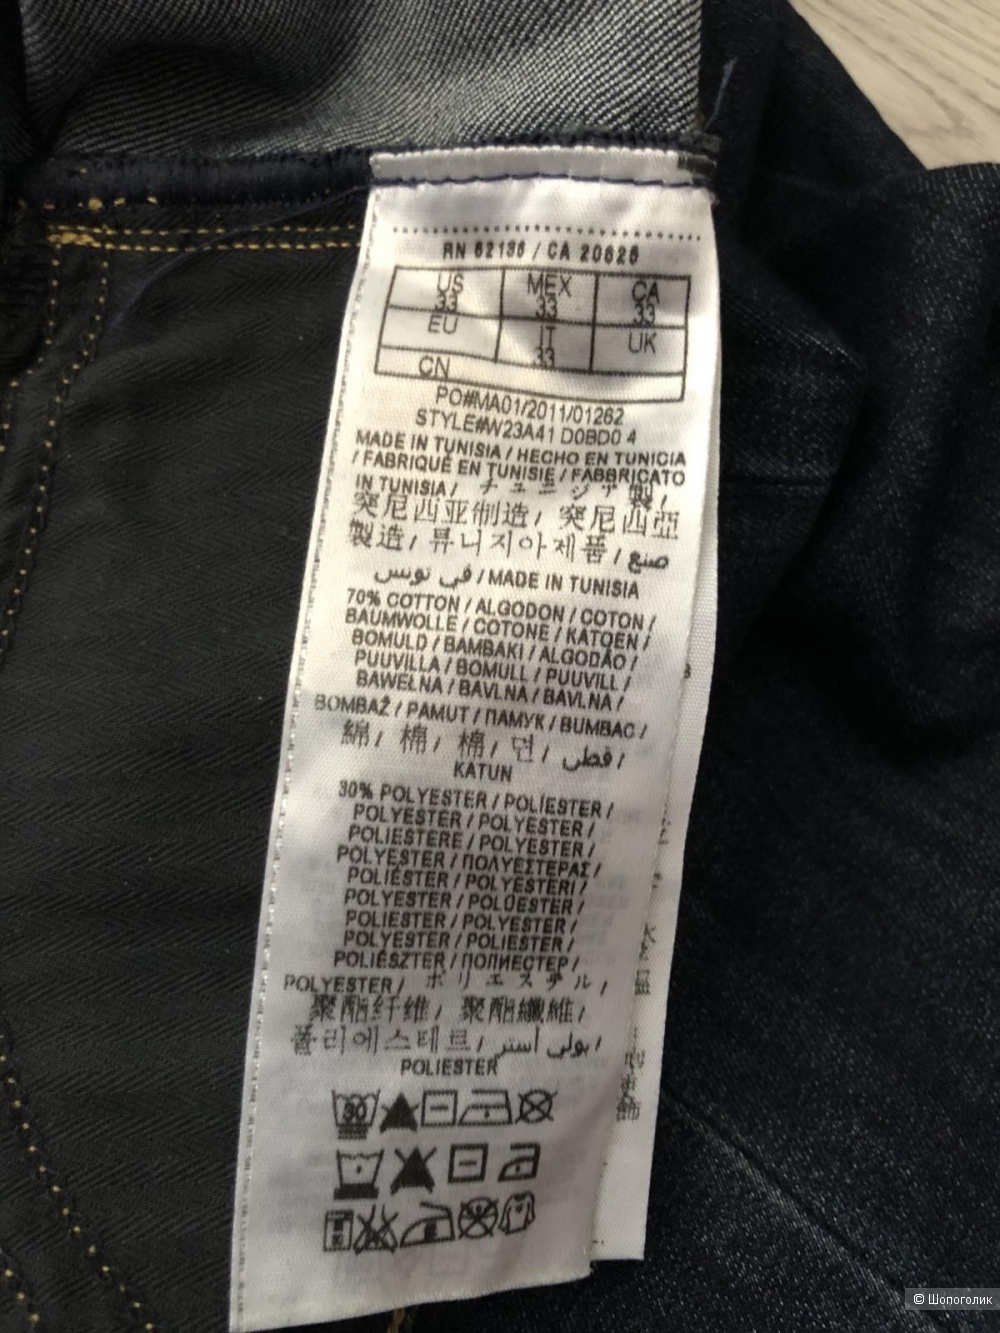 RN 62136 / CA 20626
US MEX CA
33 33 33
EU IT UK
33
CN
PO#MA01/2011/01262
STYLE#W23A41 D0BD0 4
MADE IN TUNISIA / HECHO EN TUNICIA
/ FABRIQUÉ EN TUNISIE / FABBRICATO
IN TUNISIA / チュニジア製 /
突尼西亚制造 / 突尼西亞
製造 / 튜니지아제품 / صنع
في تونس / MADE IN TUNISIA
70% COTTON / ALGODON / COTON /
BAUMWOLLE / COTONE / KATOEN /
BOMULD / BAMBAKI / ALGODÃO /
PUUVILLA / BOMULL / PUUVILL /
BAWEŁNA / BAVLNA / BAVLNA /
BOMBAŽ / PAMUT / ПАМУК / BUMBAC /
綿 / 棉 / 棉 / 면 / قطن /
KATUN
30% POLYESTER / POLIESTER /
POLYESTER / POLYESTER /
POLIESTERE / POLYESTER /
POLYESTER / ΠΟΛΥΕΣΤΕΡΑΣ /
POLIÉSTER / POLYESTERI /
POLYESTER / POLÜESTER /
POLIESTER / POLYESTER /
POLYESTER / POLIESTER /
POLIÉSZTER / ПОЛИЕСТЕР /
POLYESTER / ポリエステル /
聚酯纤维 / 聚酯纖維 /
폴리에스테르 / بولي أستر /
POLIESTER
30
© Шопоголик